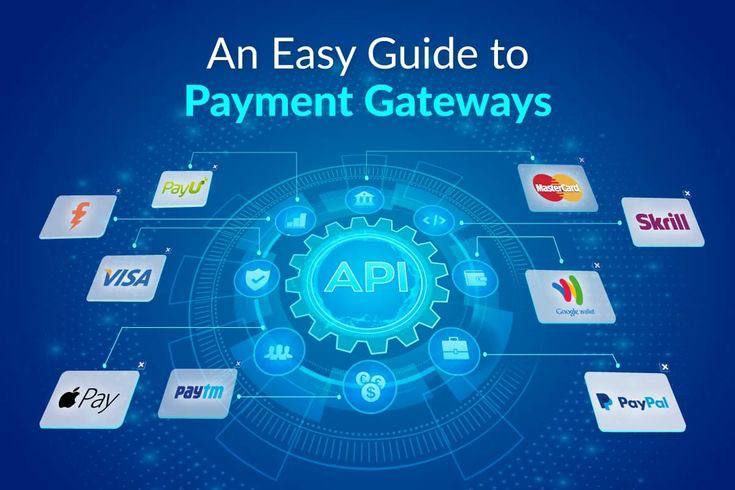 An Easy Guide to
Payment Gateways
PayU
MasterCard
Skrill
VISA
API
Google wallet
Pay
Paytm
PayPal